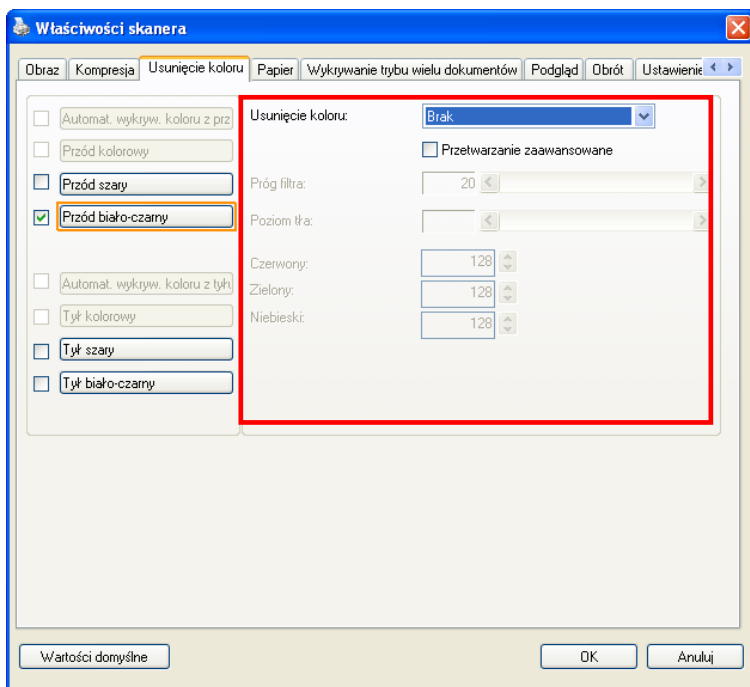 Właściwości skanera
Obraz Kompresja Usunięcie koloru Papier Wykrywanie trybu wielu dokumentów Podgląd Obrót Ustawienie
Automat. wykryw. koloru z prz
Przód kolorowy
Przód szary
Przód biało-czarny
Automat. wykryw. koloru z tyłu
Tył kolorowy
Tył szary
Tył biało-czarny
Usunięcie koloru: Brak
Przetwarzanie zaawansowane
Próg filtra: 20
Poziom tła:
Czerwony: 128
Zielony: 128
Niebieski: 128
Wartości domyślne OK Anuluj